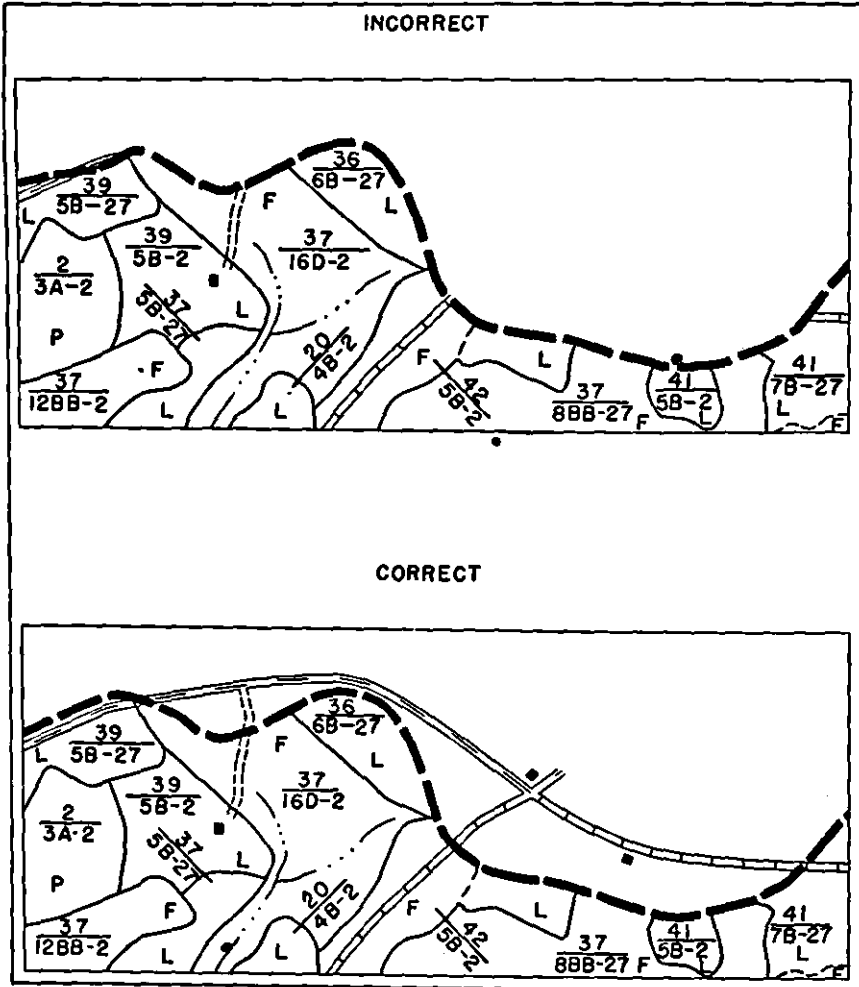 INCORRECT
36
6B-27
39
5B-27
F
L
L
39
5B-2
37
16D-2
2
3A-2
37
5B-27
P
L
20
4B-2
F
L
41
7B-27
F
37
12BB-2
L
L
42
5B-2
37
8BB-27
F
41
5B-2
L
L
F
CORRECT
36
6B-27
39
5B-27
F
L
L
39
5B-2
37
16D-2
2
3A-2
37
5B-27
P
L
20
4B-2
F
F
L
41
7B-27
37
12BB-2
L
L
42
5B-2
37
8BB-27
F
41
5B-2
L
L
F